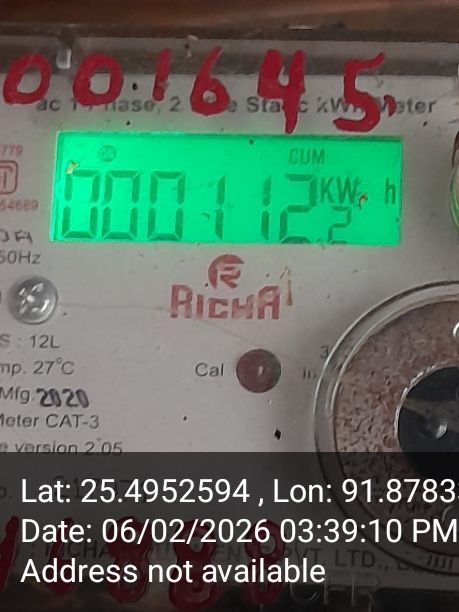 001645
ac 1 Phase, 2 Wire Static kWh Meter
CUM
000112.2 KW h
50Hz
RICHA
S : 12L
mp. 27°C
Cal
Mfg. 2020
Meter CAT-3
e version 2.05
Lat: 25.4952594 , Lon: 91.8783
Date: 06/02/2026 03:39:10 PM
Address not available